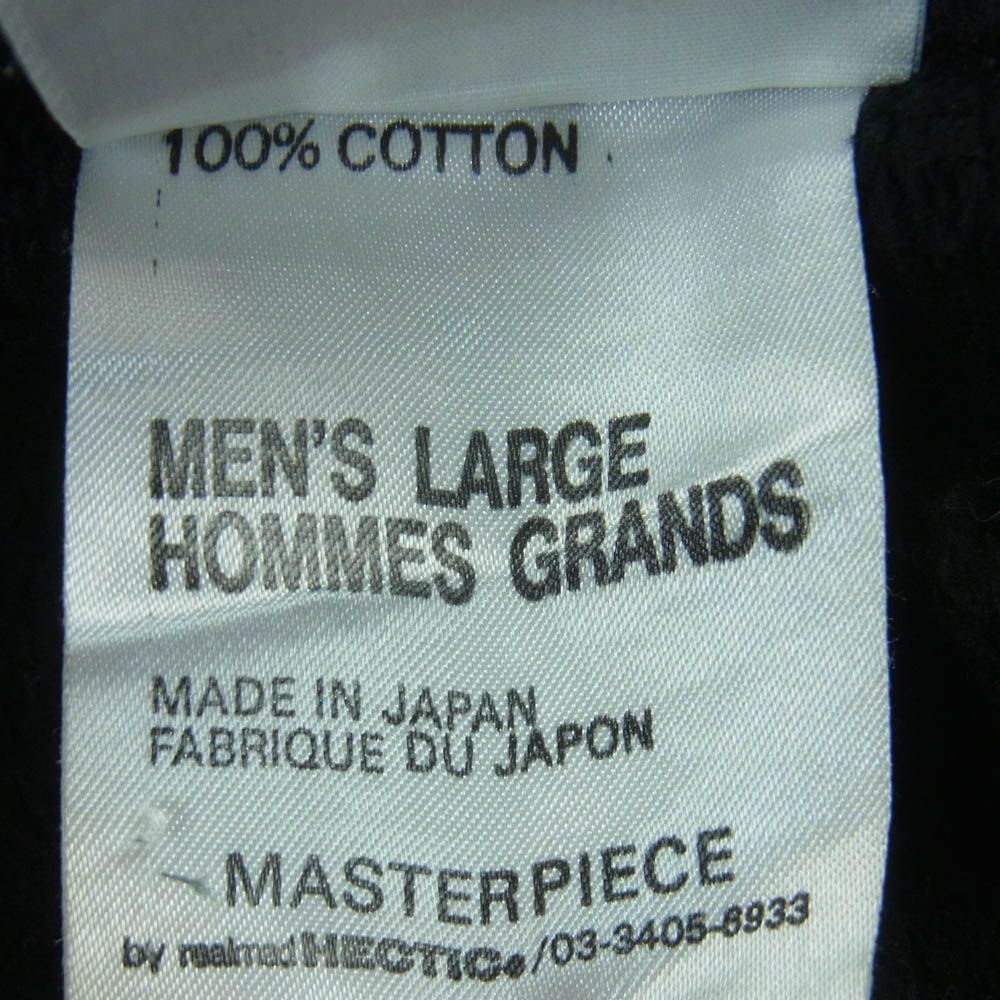 100% COTTON
MEN'S LARGE
HOMMES GRANDS
MADE IN JAPAN
FABRIQUE DU JAPON
MASTERPIECE
by realmad HECTIC /03-3405-6933